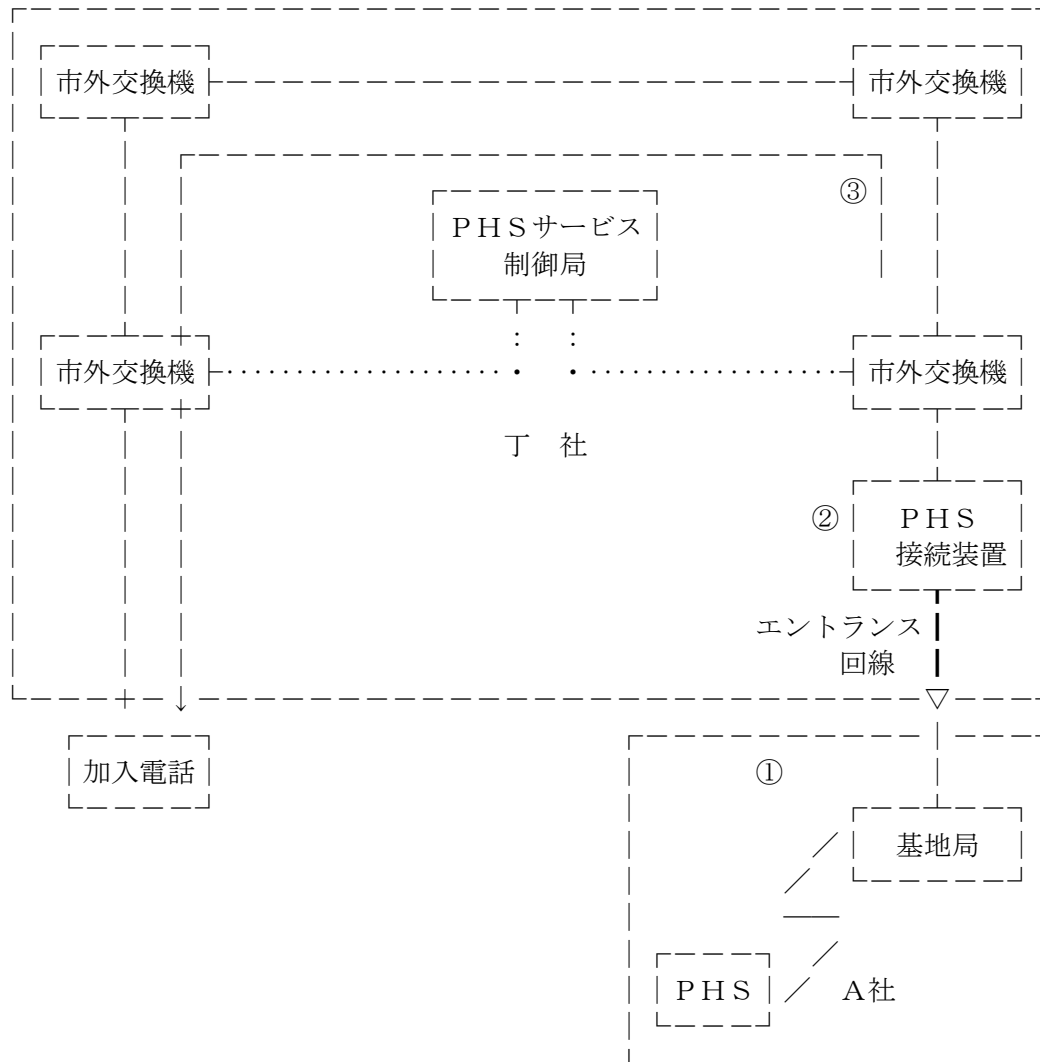 市外交換機
市外交換機
③
PHSサービス
制御局
市外交換機
市外交換機
丁 社
②
PHS
接続装置
エントランス
回線
加入電話
①
基地局
PHS
A社